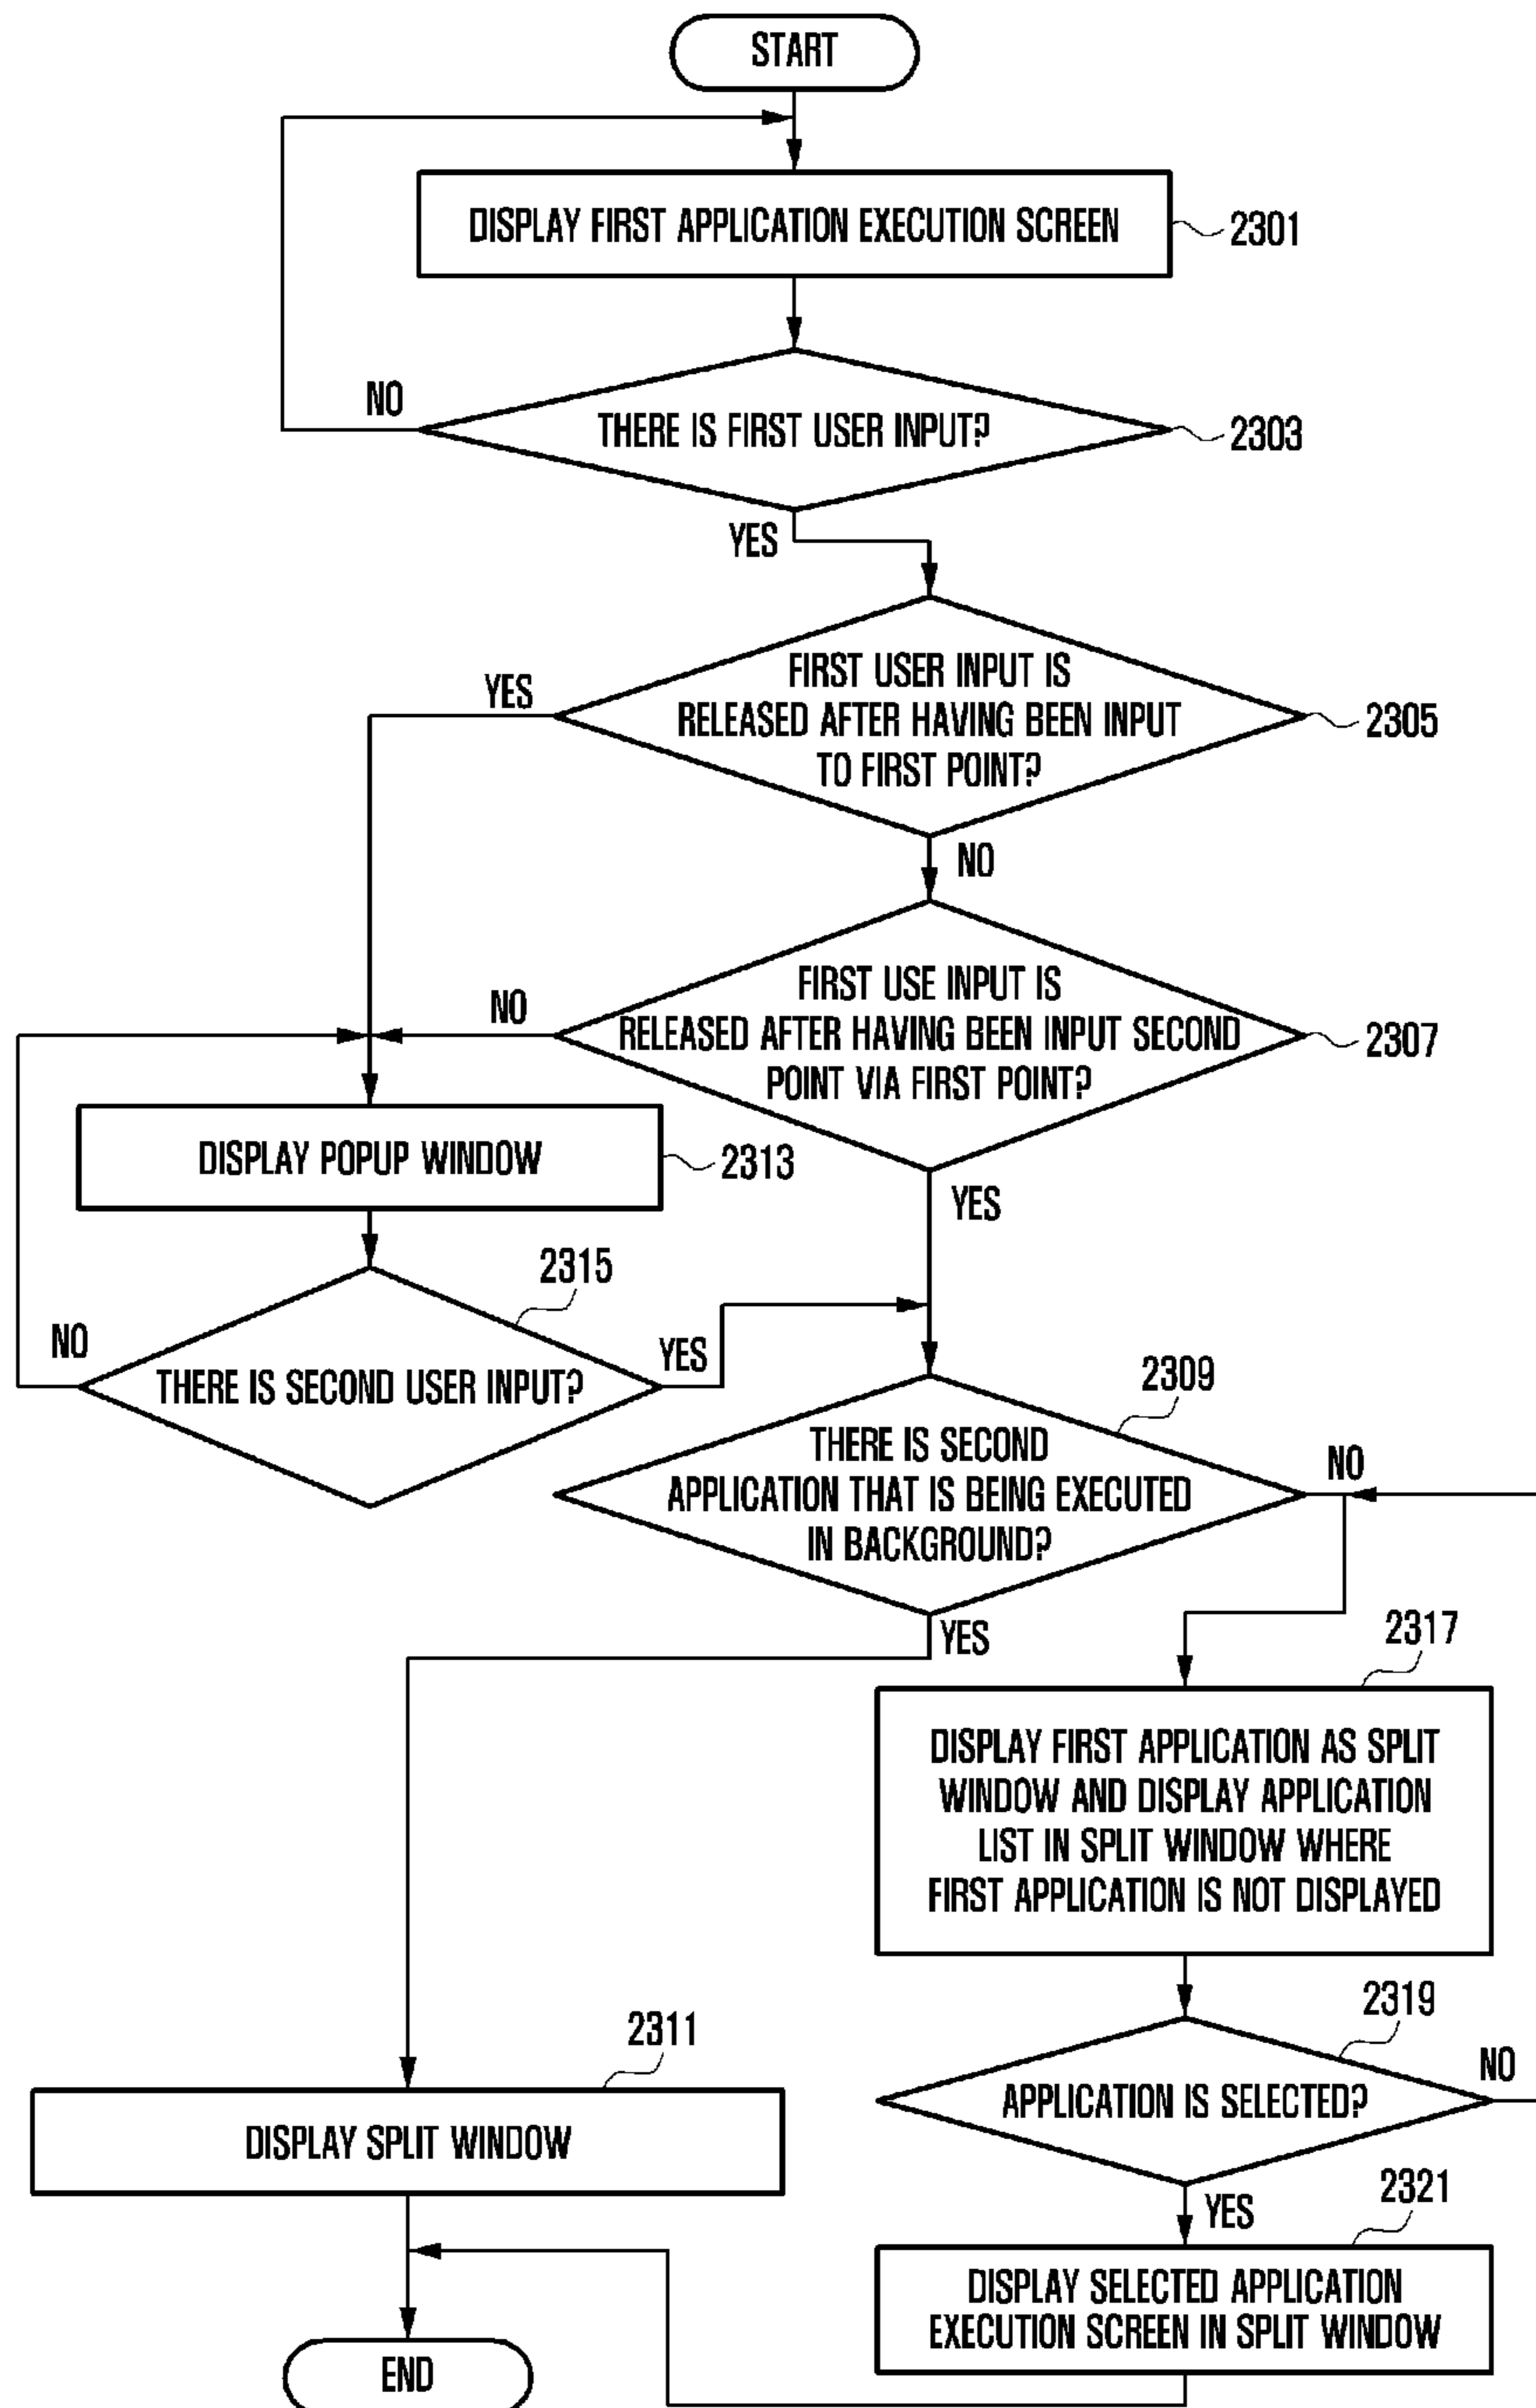 START
DISPLAY FIRST APPLICATION EXECUTION SCREEN
2301
NO
THERE IS FIRST USER INPUT?
2303
YES
FIRST USER INPUT IS
RELEASED AFTER HAVING BEEN INPUT
TO FIRST POINT?
YES
2305
NO
FIRST USE INPUT IS
RELEASED AFTER HAVING BEEN INPUT SECOND
POINT VIA FIRST POINT?
NO
2307
DISPLAY POPUP WINDOW
2313
YES
2315
NO
THERE IS SECOND USER INPUT?
YES
2309
THERE IS SECOND
APPLICATION THAT IS BEING EXECUTED
IN BACKGROUND?
NO
YES
2317
DISPLAY FIRST APPLICATION AS SPLIT
WINDOW AND DISPLAY APPLICATION
LIST IN SPLIT WINDOW WHERE
FIRST APPLICATION IS NOT DISPLAYED
2319
APPLICATION IS SELECTED?
NO
2311
DISPLAY SPLIT WINDOW
YES
2321
DISPLAY SELECTED APPLICATION
EXECUTION SCREEN IN SPLIT WINDOW
END